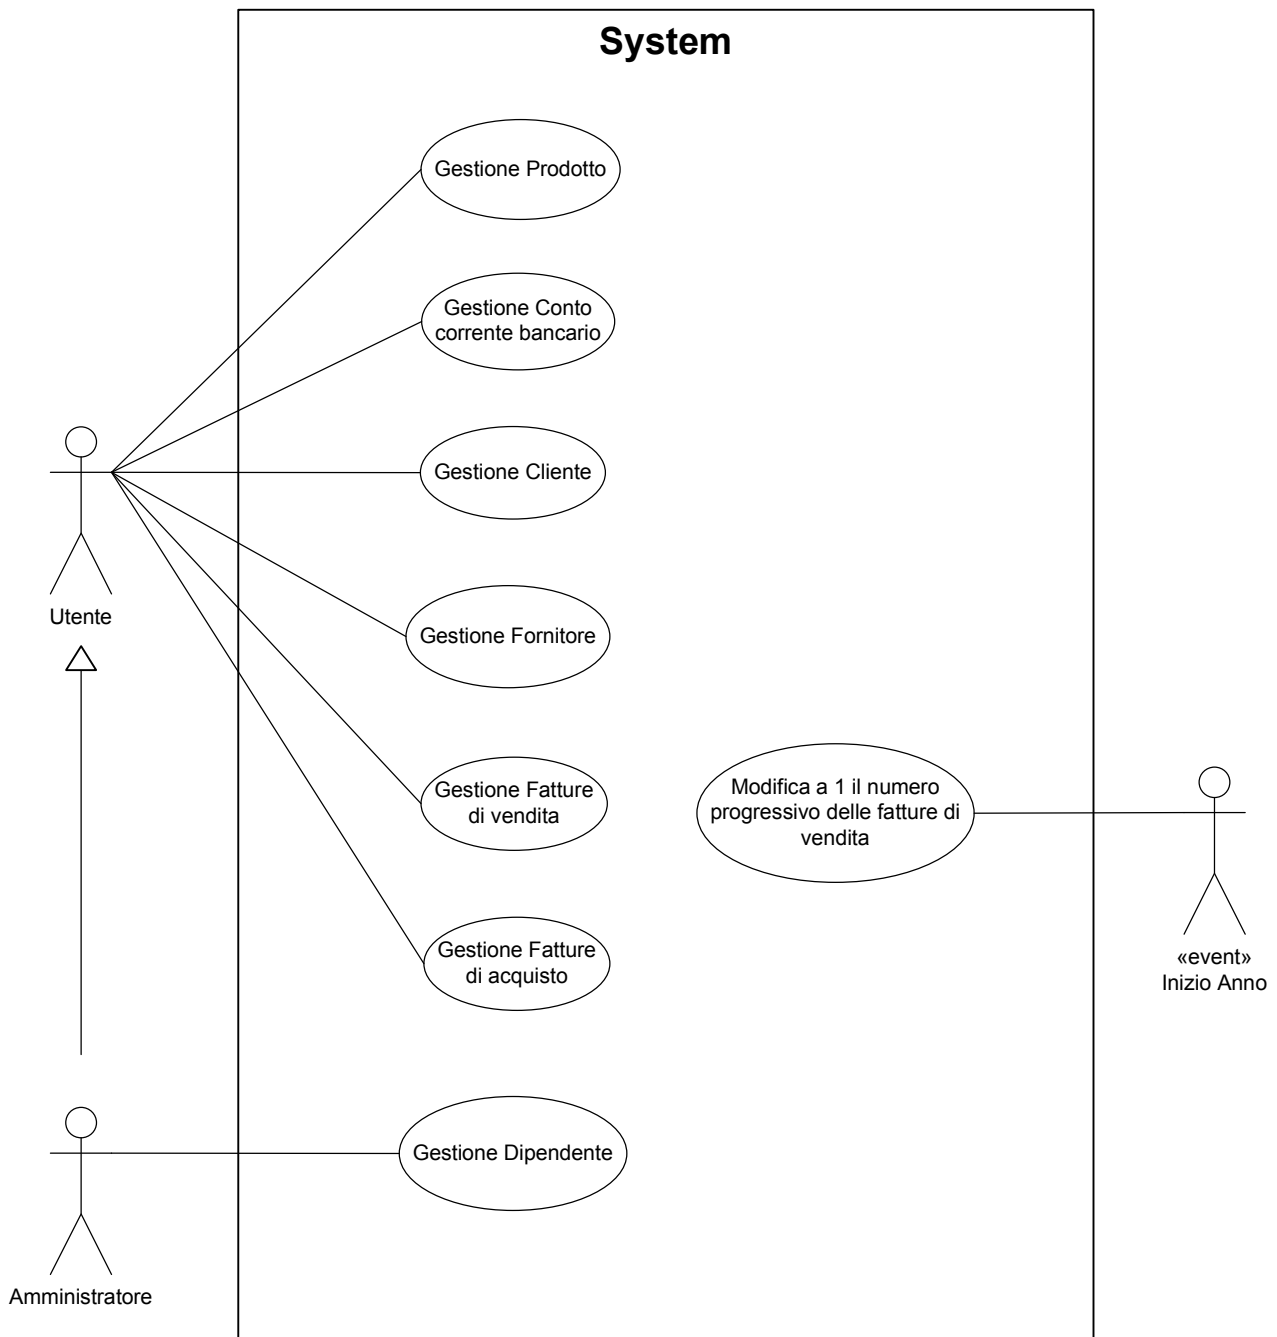 System
Gestione Prodotto
Gestione Conto
corrente bancario
Gestione Cliente
Utente
Gestione Fornitore
Gestione Fatture
di vendita
Modifica a 1 il numero
progressivo delle fatture di
vendita
Gestione Fatture
di acquisto
«event»
Inizio Anno
Gestione Dipendente
Amministratore